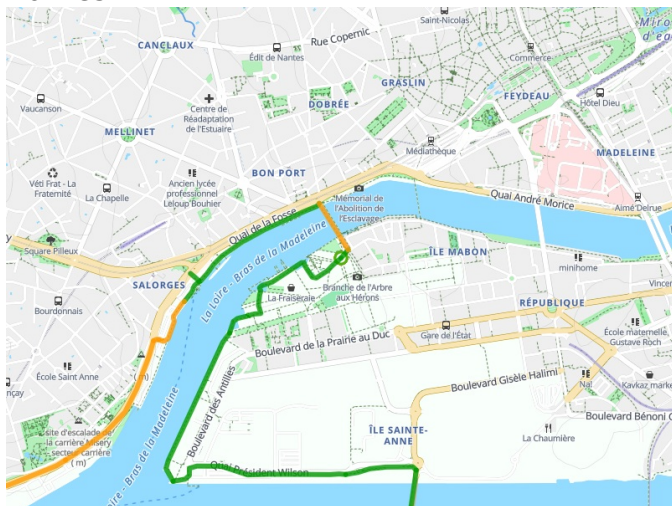 Saint-Nicolas
Rue Copernic
CANCLAUX
Édit de Nantes
Commerce
GRASLIN
Vaucanson
Centre de
Réadaptation
de l'Estuaire
DOBRÉE
FEYDEAU
Hôtel Dieu
MELLINET
Médiathèque
MADELEINE
BON PORT
Véti Frat - La
Fraternité
La Chapelle
Ancien lycée
professionnel
Leloup Bouhier
Mémorial de
l'Abolition de
l'Esclavage
Quai André Morice
Aimé Delrue
Quai de la Fosse
Square Pilleux
La Loire - Bras de la Madeleine
ÎLE MABON
minihome
SALORGES
La Fraiseraie
Branche de l'Arbre
aux Hérons
Vincen
Bourdonnais
RÉPUBLIQUE
Gare de l'État
École maternelle,
Gustave Roch
Boulevard de la Prairie au Duc
( m)
École Saint Anne
nçay
Boulevard Gisèle Halimi
Naï
Kavkaz marke
Boulevard des Antilles
Boulevard Bénoni G
site d'escalade de
la carrière Misery
secteur carrière
( m)
ÎLE SAINTE-
ANNE
La Chaumière
Quai Président Wilson
oire - Bras de la Madeleine